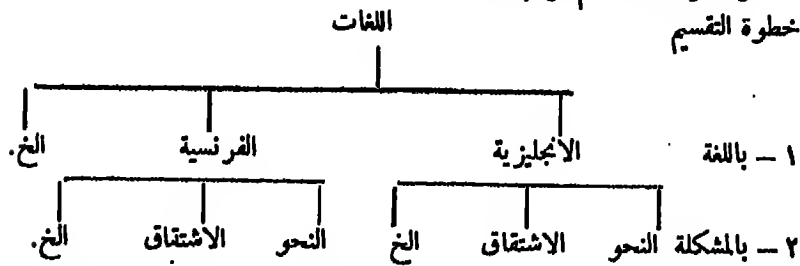 خطوة التقسيم
اللغات
١ – باللغة الانجليزية الفرنسية الخ.
٢ – بالمشكلة النحو الاشتقاق الخ النحو الاشتقاق الخ.